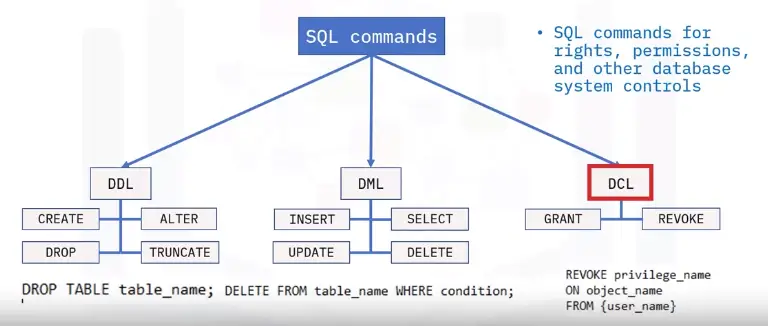 SQL commands
• SQL commands for
rights, permissions,
and other database
system controls
DDL
DML
DCL
CREATE
ALTER
INSERT
SELECT
GRANT
REVOKE
DROP
TRUNCATE
UPDATE
DELETE
DROP TABLE table_name;
DELETE FROM table_name WHERE condition;
REVOKE privilege_name
ON object_name
FROM {user_name}